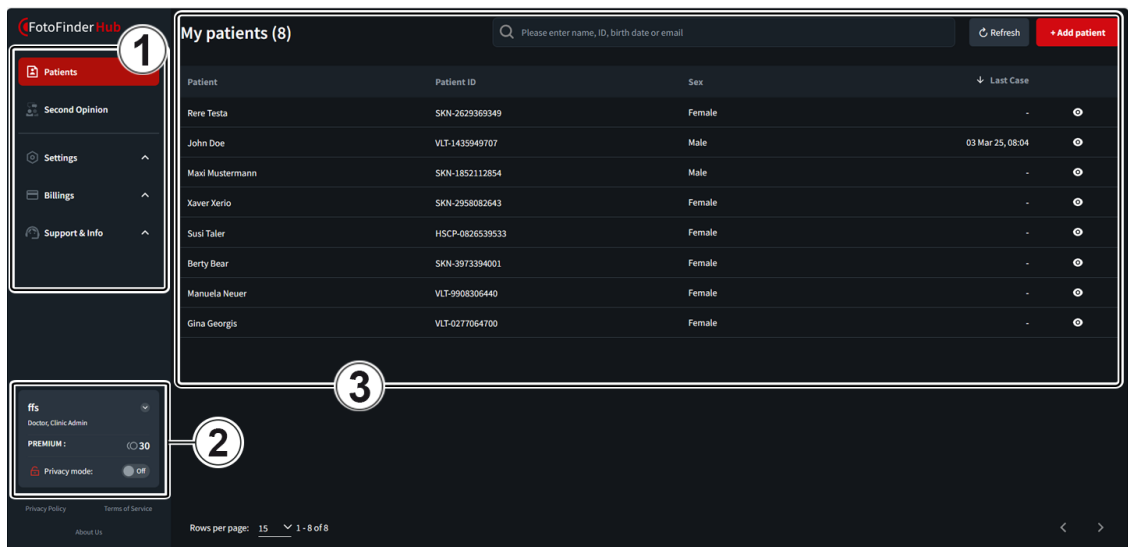 FotoFinder Hub
1
Patients
Second Opinion
Settings
Billings
Support & Info
ffs
Doctor, Clinic Admin
PREMIUM : 30
Privacy mode: Off
2
Privacy Policy Terms of Service
About Us
My patients (8) Please enter name, ID, birth date or email Refresh + Add patient
Patient Patient ID Sex Last Case
Rere Testa SKN-2629369349 Female -
John Doe VLT-1435949707 Male 03 Mar 25, 08:04
Maxi Mustermann SKN-1852112854 Male -
Xaver Xerio SKN-2958082643 Female -
Susi Taler HSCP-0826539533 Female -
Berty Bear SKN-3973394001 Female -
Manuela Neuer VLT-9908306440 Female -
Gina Georgis VLT-0277064700 Female -
3
Rows per page: 15 1 - 8 of 8